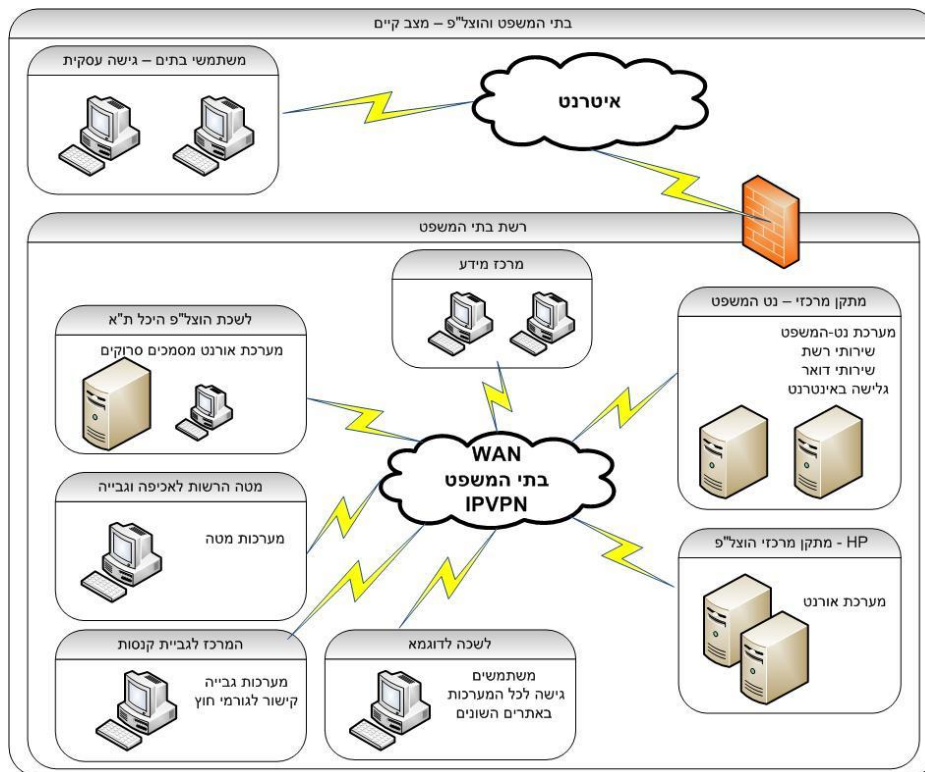 בתי המשפט והוצל"פ – מצב קיים
משתמשי בתים – גישה עסקית
איטרנט
רשת בתי המשפט
מרכז מידע
מתקן מרכזי – נט המשפט
מערכת נט-המשפט
שירותי רשת
שירותי דואר
גלישה באינטרנט
לשכת הוצל"פ היכל ת"א
מערכת אורנט מסמכים סרוקים
WAN
בתי המשפט
IPVPN
מטה הרשות לאכיפה וגבייה
מערכות מטה
HP - מתקן מרכזי הוצל"פ
מערכת אורנט
המרכז לגביית קנסות
מערכות גבייה
קישור לגורמי חוץ
לשכה לדוגמא
משתמשים
גישה לכל המערכות
באתרים השונים